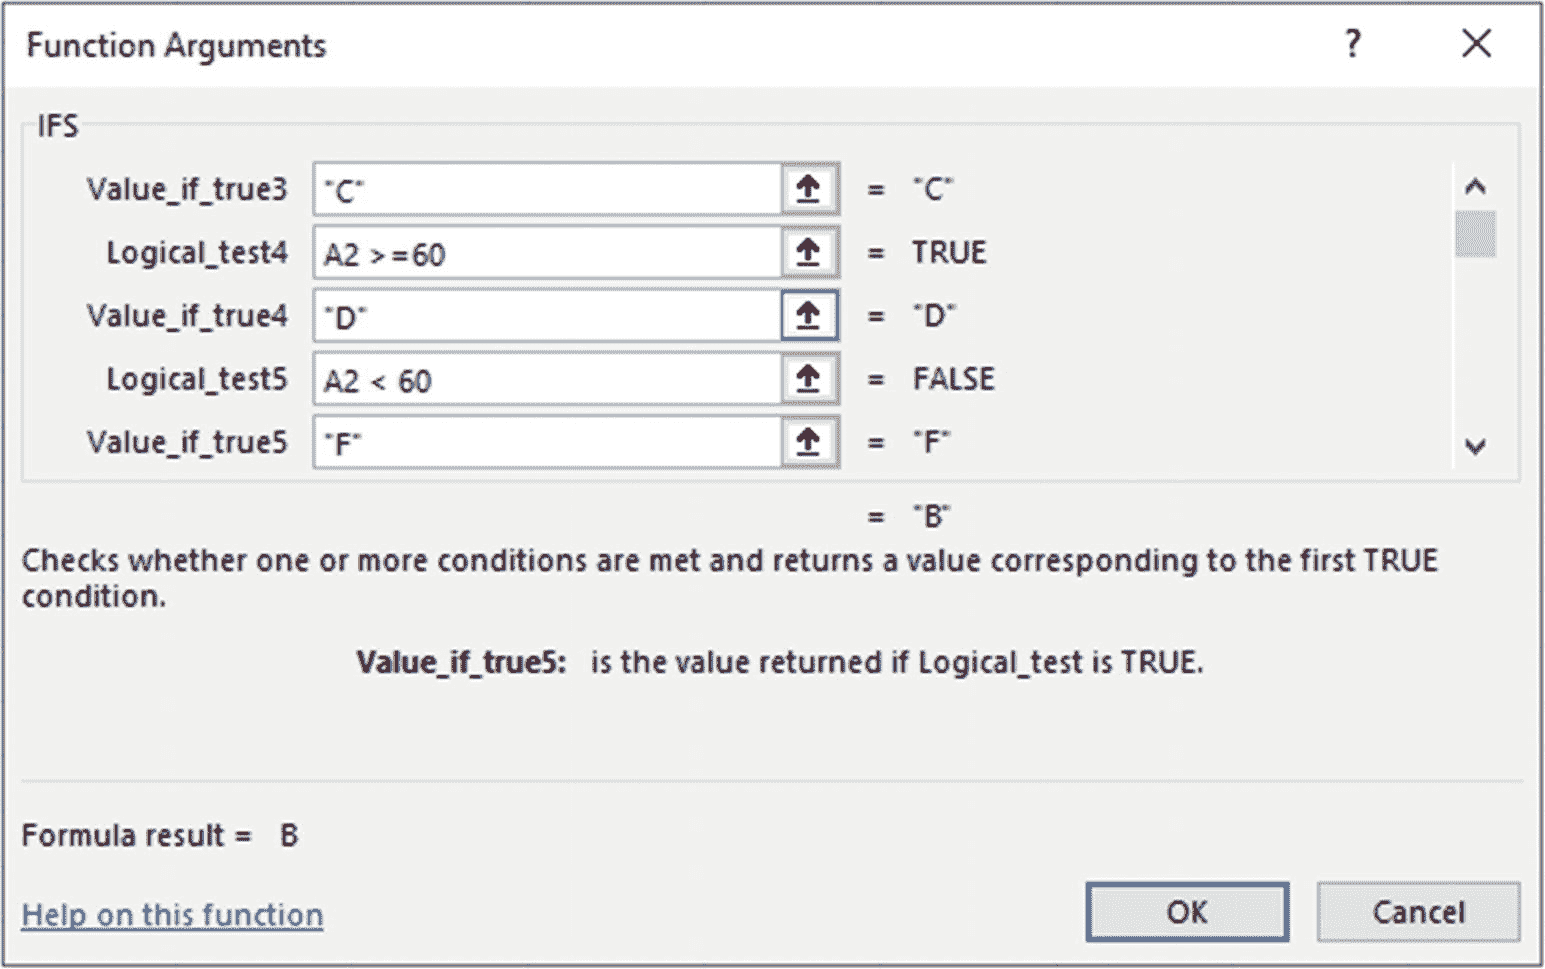 Function Arguments ?
IFS
Value_if_true3 "C" = "C"
Logical_test4 A2 >=60 = TRUE
Value_if_true4 "D" = "D"
Logical_test5 A2 < 60 = FALSE
Value_if_true5 "F" = "F"
= "B"
Checks whether one or more conditions are met and returns a value corresponding to the first TRUE
condition.
Value_if_true5: is the value returned if Logical_test is TRUE.
Formula result = B
Help on this function
OK Cancel